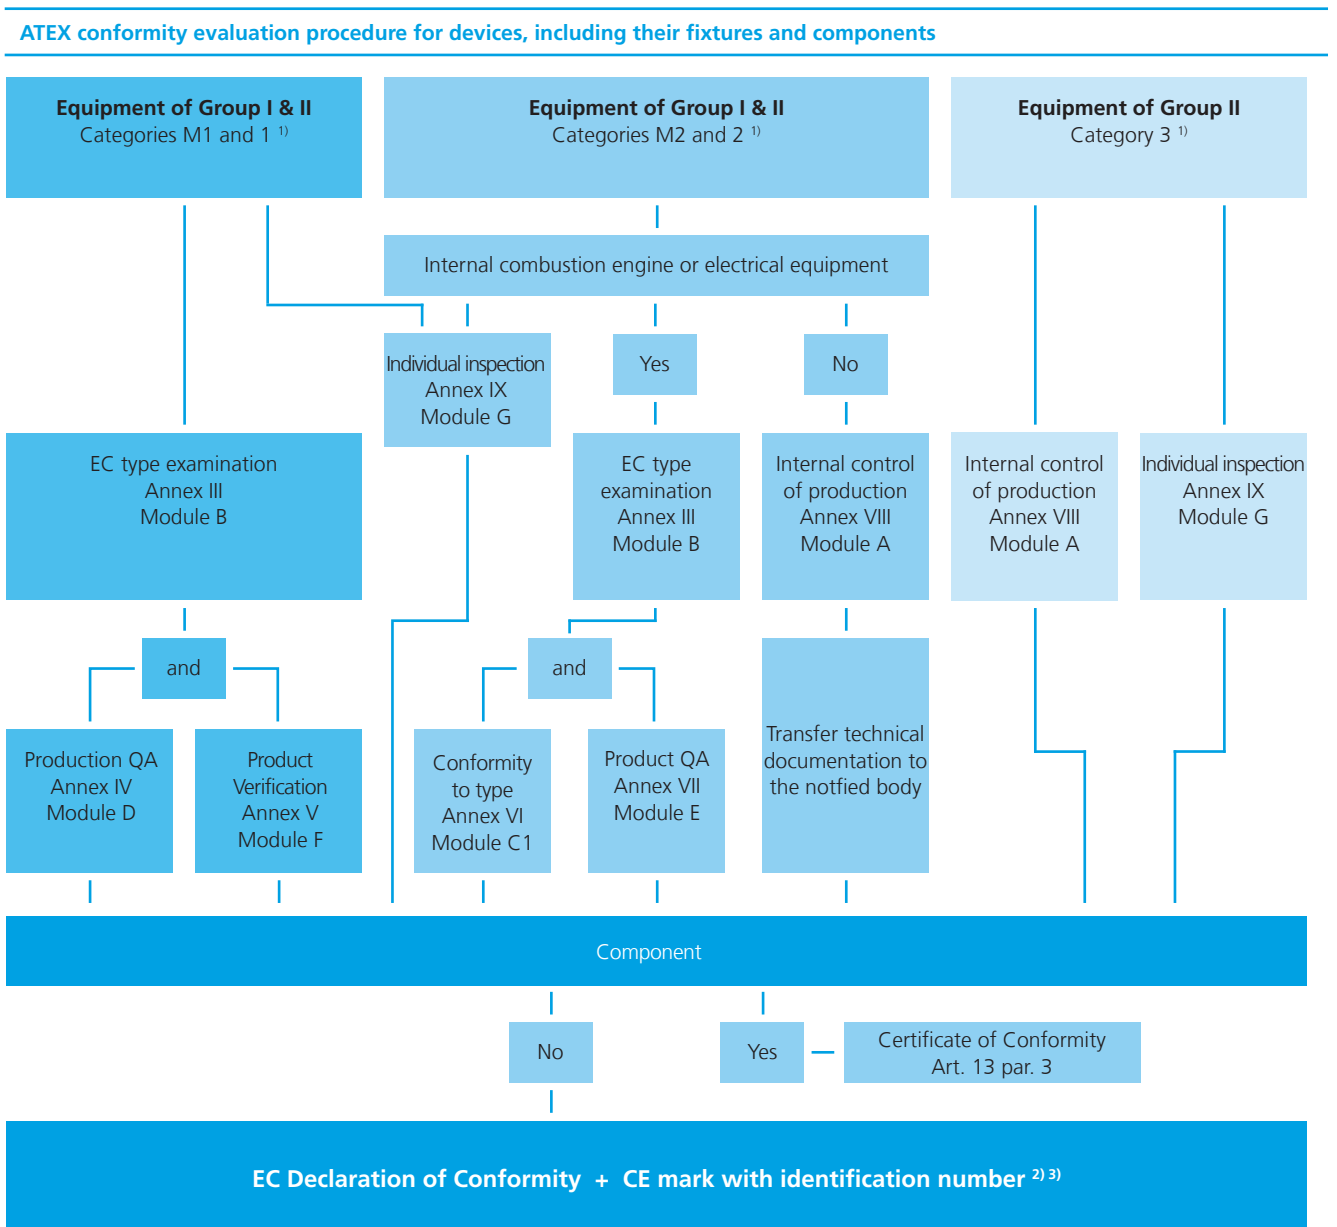 ATEX conformity evaluation procedure for devices, including their fixtures and components
Equipment of Group I & II
Categories M1 and 1 1)
Equipment of Group I & II
Categories M2 and 2 1)
Equipment of Group II
Category 3 1)
Internal combustion engine or electrical equipment
Individual inspection
Annex IX
Module G
Yes
No
EC type examination
Annex III
Module B
EC type
examination
Annex III
Module B
Internal control
of production
Annex VIII
Module A
Internal control
of production
Annex VIII
Module A
Individual inspection
Annex IX
Module G
and
and
Production QA
Annex IV
Module D
Product
Verification
Annex V
Module F
Conformity
to type
Annex VI
Module C1
Product QA
Annex VII
Module E
Transfer technical
documentation to
the notfied body
Component
No
Yes
Certificate of Conformity
Art. 13 par. 3
EC Declaration of Conformity + CE mark with identification number 2) 3)